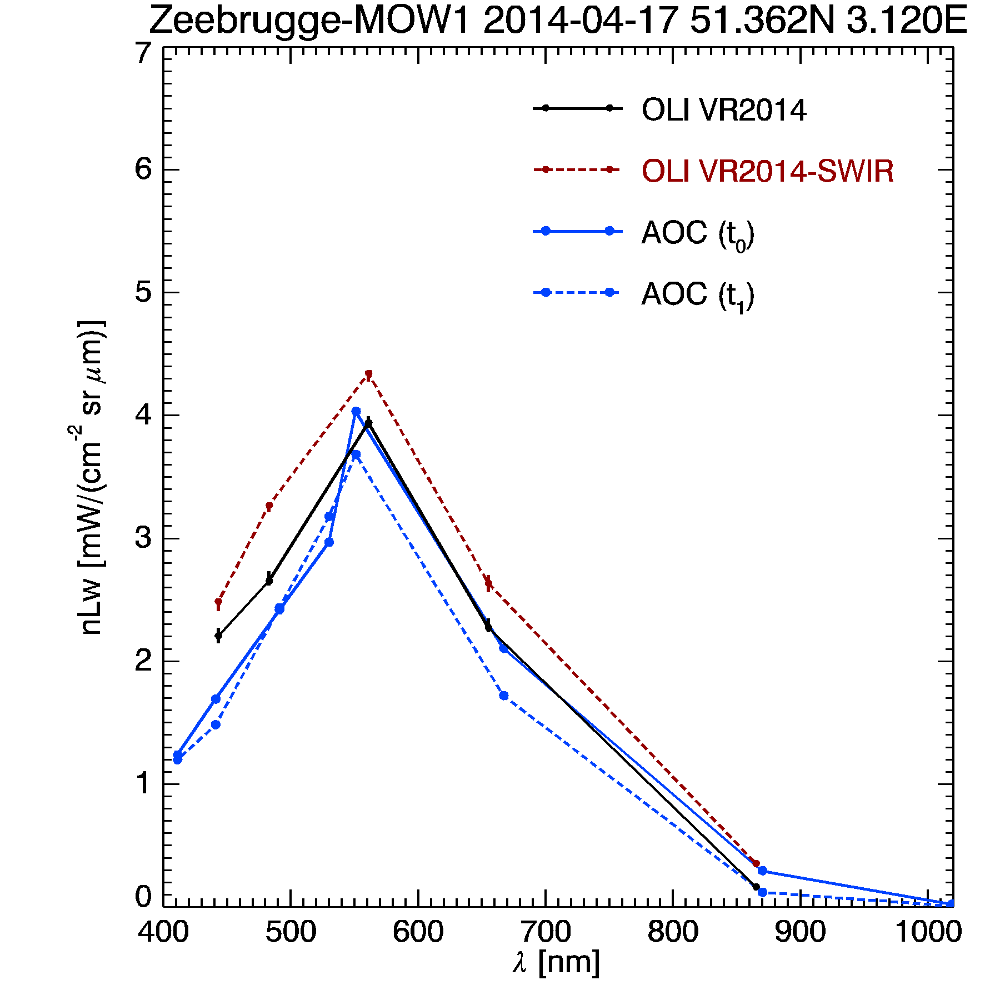 Zeebrugge-MOW1 2014-04-17 51.362N 3.120E
7
6
5
4
3
2
1
0
nLw [mW/(cm⁻² sr μm)]
OLI VR2014
OLI VR2014-SWIR
AOC (t₀)
AOC (t₁)
400 500 600 700 800 900 1000
λ [nm]